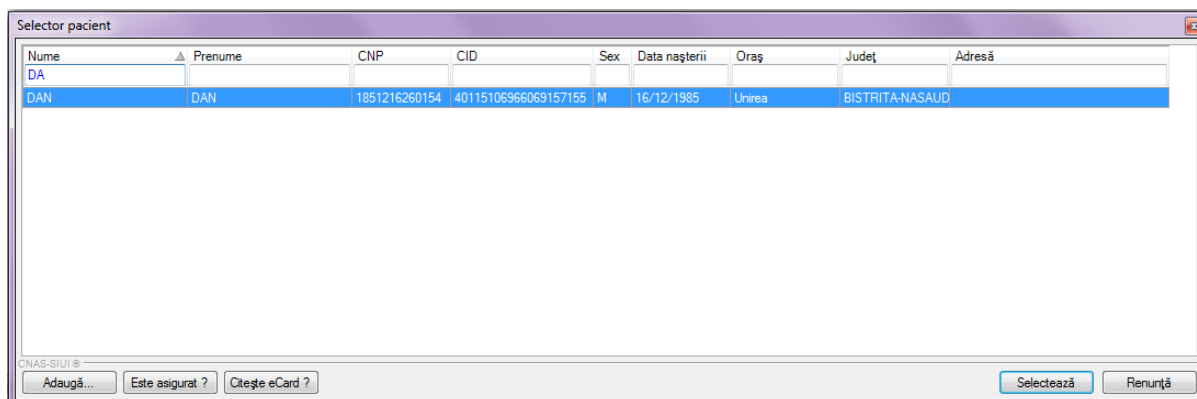 Selector pacient
Nume Prenume CNP CID Sex Data naşterii Oraş Judeţ Adresă
DA
DAN DAN 1851216260154 40115106966069157155 M 16/12/1985 Unirea BISTRITA-NASAUD
CNAS-SIUI ®
Adaugă... Este asigurat ? Citeşte eCard ? Selectează Renunţă